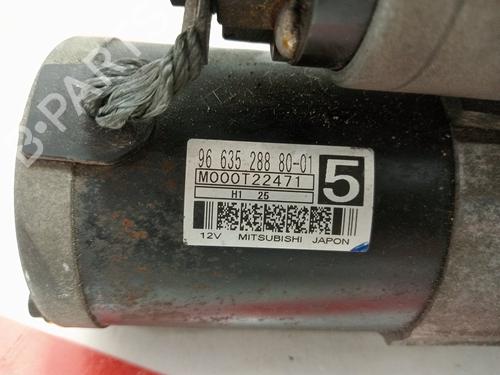 B-PARTS
96 635 288 80-01
M000T22471
5
H1 25
12V MITSUBISHI JAPON